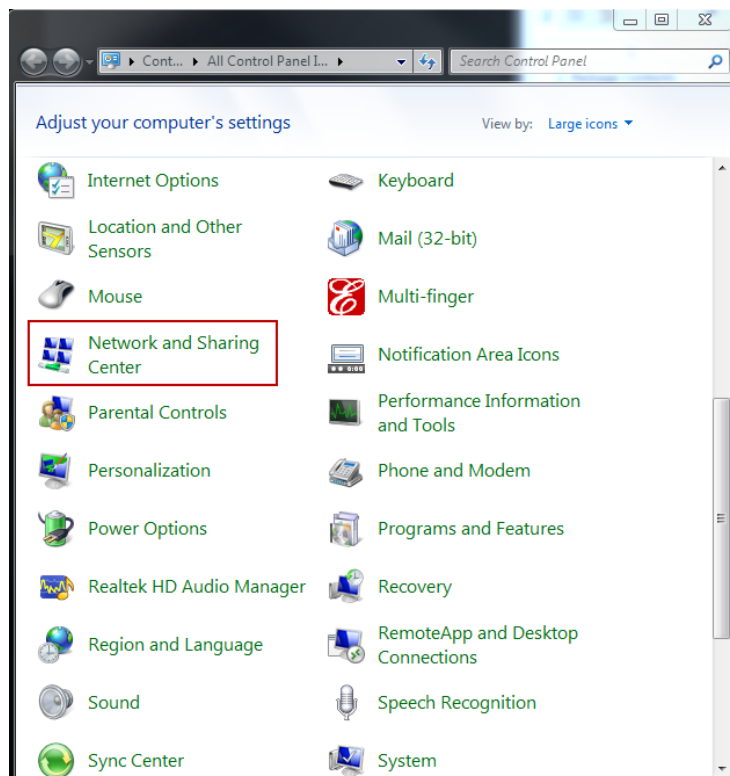 Cont... All Control Panel I... Search Control Panel
Adjust your computer's settings View by: Large icons
Internet Options Keyboard
Location and Other
Sensors
Mail (32-bit)
Mouse Multi-finger
Network and Sharing
Center
Notification Area Icons
Parental Controls
Performance Information
and Tools
Personalization Phone and Modem
Power Options Programs and Features
Realtek HD Audio Manager Recovery
Region and Language
RemoteApp and Desktop
Connections
Sound Speech Recognition
Sync Center System